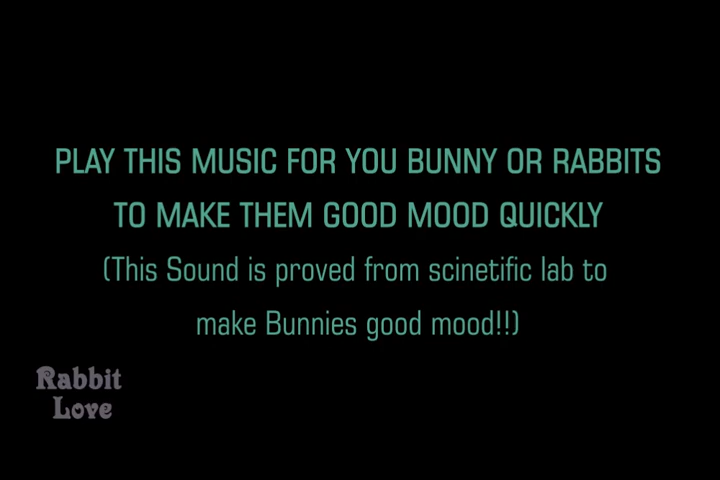 PLAY THIS MUSIC FOR YOU BUNNY OR RABBITS
TO MAKE THEM GOOD MOOD QUICKLY
(This Sound is proved from scinetific lab to
make Bunnies good mood!!)
Rabbit
Love